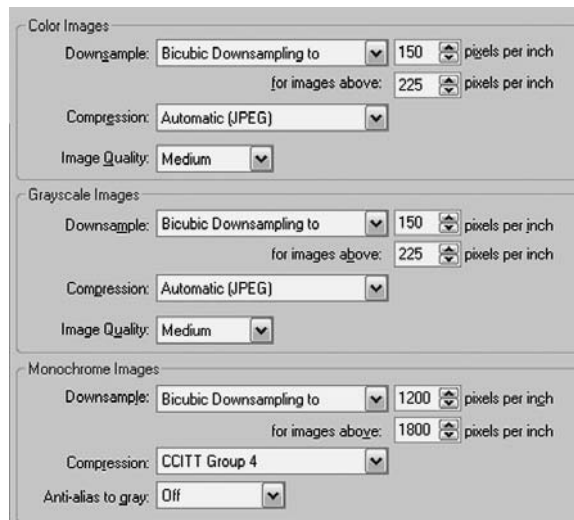 Color Images
Downsample: Bicubic Downsampling to 150 pixels per inch
for images above: 225 pixels per inch
Compression: Automatic (JPEG)
Image Quality: Medium
Grayscale Images
Downsample: Bicubic Downsampling to 150 pixels per inch
for images above: 225 pixels per inch
Compression: Automatic (JPEG)
Image Quality: Medium
Monochrome Images
Downsample: Bicubic Downsampling to 1200 pixels per inch
for images above: 1800 pixels per inch
Compression: CCITT Group 4
Anti-alias to gray: Off